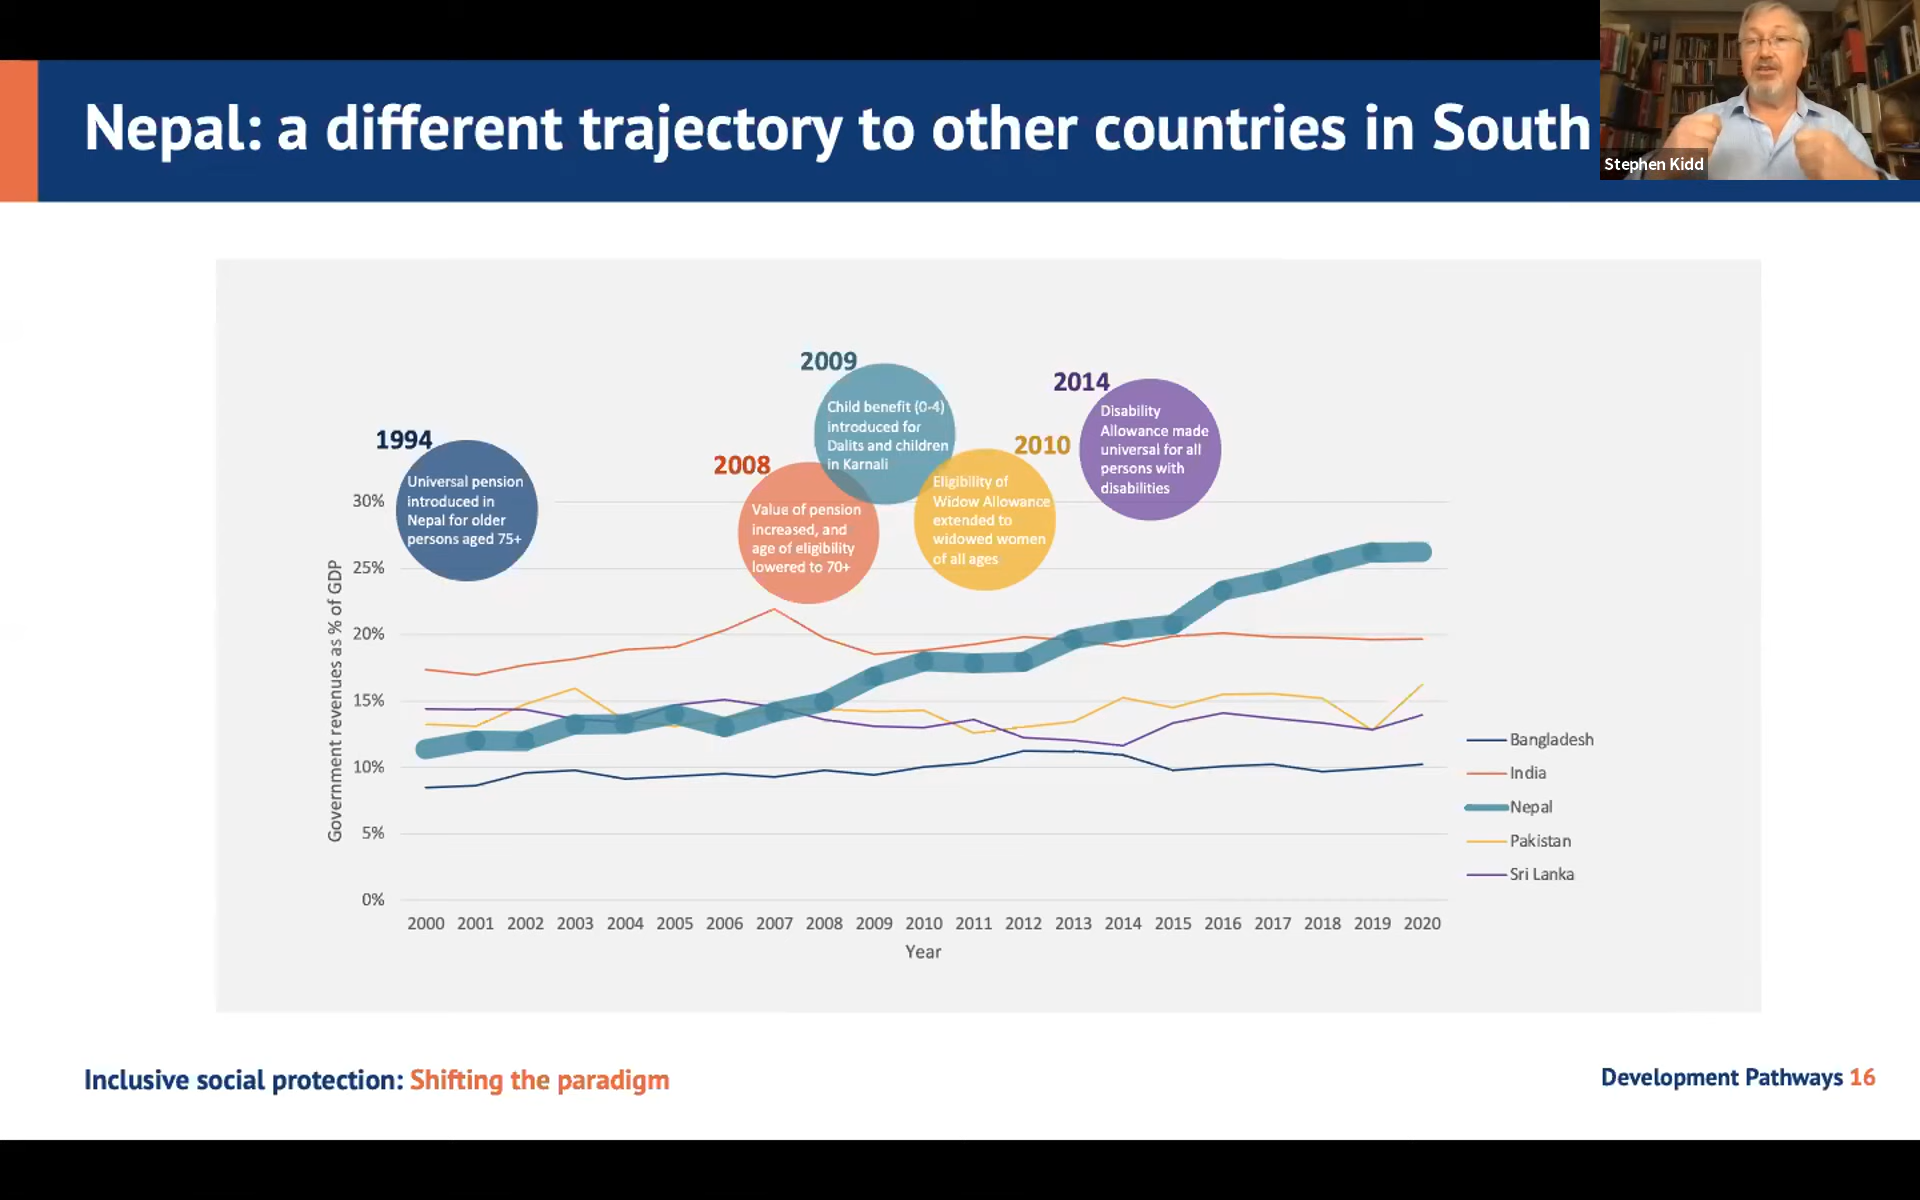 Nepal: a different trajectory to other countries in South
Stephen Kidd
1994
Universal pension
introduced in
Nepal for older
persons aged 75+
2008
Value of pension
increased, and
age of eligibility
lowered to 70+
2009
Child benefit (0-4)
introduced for
Dalits and children
in Karnali
2010
Eligibility of
Widow Allowance
extended to
widowed women
of all ages
2014
Disability
Allowance made
universal for all
persons with
disabilities
Government revenues as % of GDP
30%
25%
20%
15%
10%
5%
0%
2000 2001 2002 2003 2004 2005 2006 2007 2008 2009 2010 2011 2012 2013 2014 2015 2016 2017 2018 2019 2020
Year
Bangladesh
India
Nepal
Pakistan
Sri Lanka
Inclusive social protection: Shifting the paradigm
Development Pathways 16